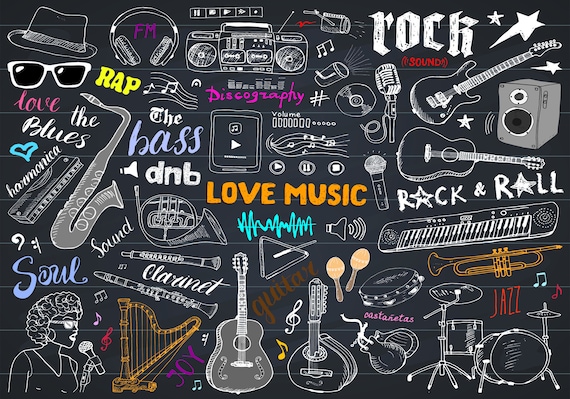 FM
ROCK
(SOUND)
RAP
love
the
Blues
The
bass
Discography
#
Volume
harmonica
dnb
LOVE MUSIC
ROCK & ROLL
Sound
Soul
Clarinet
guitar
JAZZ
castañetas
JOY